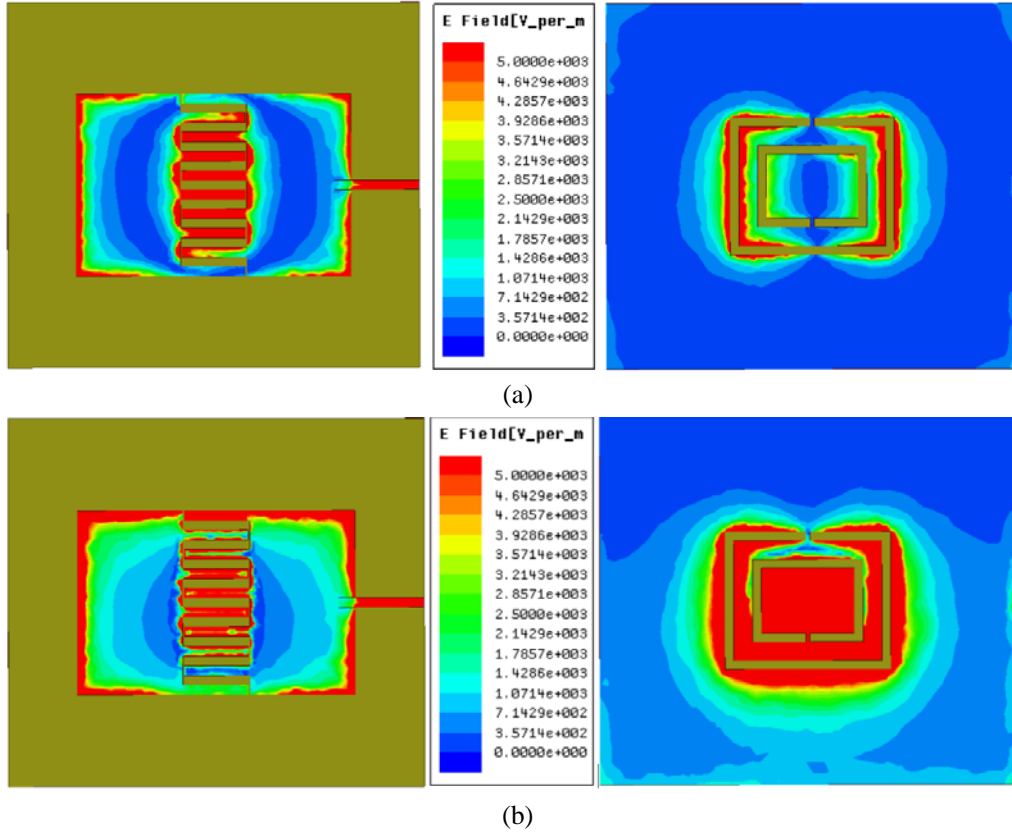 E Field[V_per_m
5.0000e+003
4.6429e+003
4.2857e+003
3.9286e+003
3.5714e+003
3.2143e+003
2.8571e+003
2.5000e+003
2.1429e+003
1.7857e+003
1.4286e+003
1.0714e+003
7.1429e+002
3.5714e+002
0.0000e+000
(a)
E Field[V_per_m
5.0000e+003
4.6429e+003
4.2857e+003
3.9286e+003
3.5714e+003
3.2143e+003
2.8571e+003
2.5000e+003
2.1429e+003
1.7857e+003
1.4286e+003
1.0714e+003
7.1429e+002
3.5714e+002
0.0000e+000
(b)